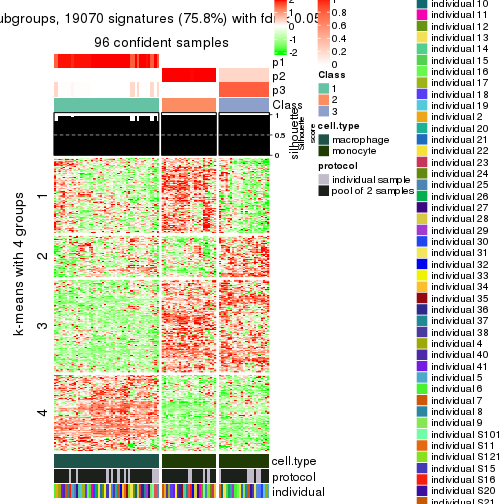 ubgroups, 19070 signatures (75.8%) with fdr < 0.05
96 confident samples
p1
p2
p3
Class
silhouette
1
0.5
0
k-means with 4 groups
1
2
3
4
cell.type
protocol
individual
2
1
0
-1
-2
1
0.8
0.6
0.4
0.2
0
Class
1
2
3
cell.type
macrophage
monocyte
protocol
individual sample
pool of 2 samples
individual 10
individual 11
individual 12
individual 13
individual 14
individual 15
individual 16
individual 17
individual 18
individual 19
individual 2
individual 20
individual 21
individual 22
individual 23
individual 24
individual 25
individual 26
individual 27
individual 28
individual 29
individual 30
individual 31
individual 32
individual 33
individual 34
individual 35
individual 36
individual 37
individual 38
individual 4
individual 40
individual 41
individual 5
individual 6
individual 7
individual 8
individual 9
individual S101
individual S11
individual S121
individual S15
individual S16
individual S20
individual S21